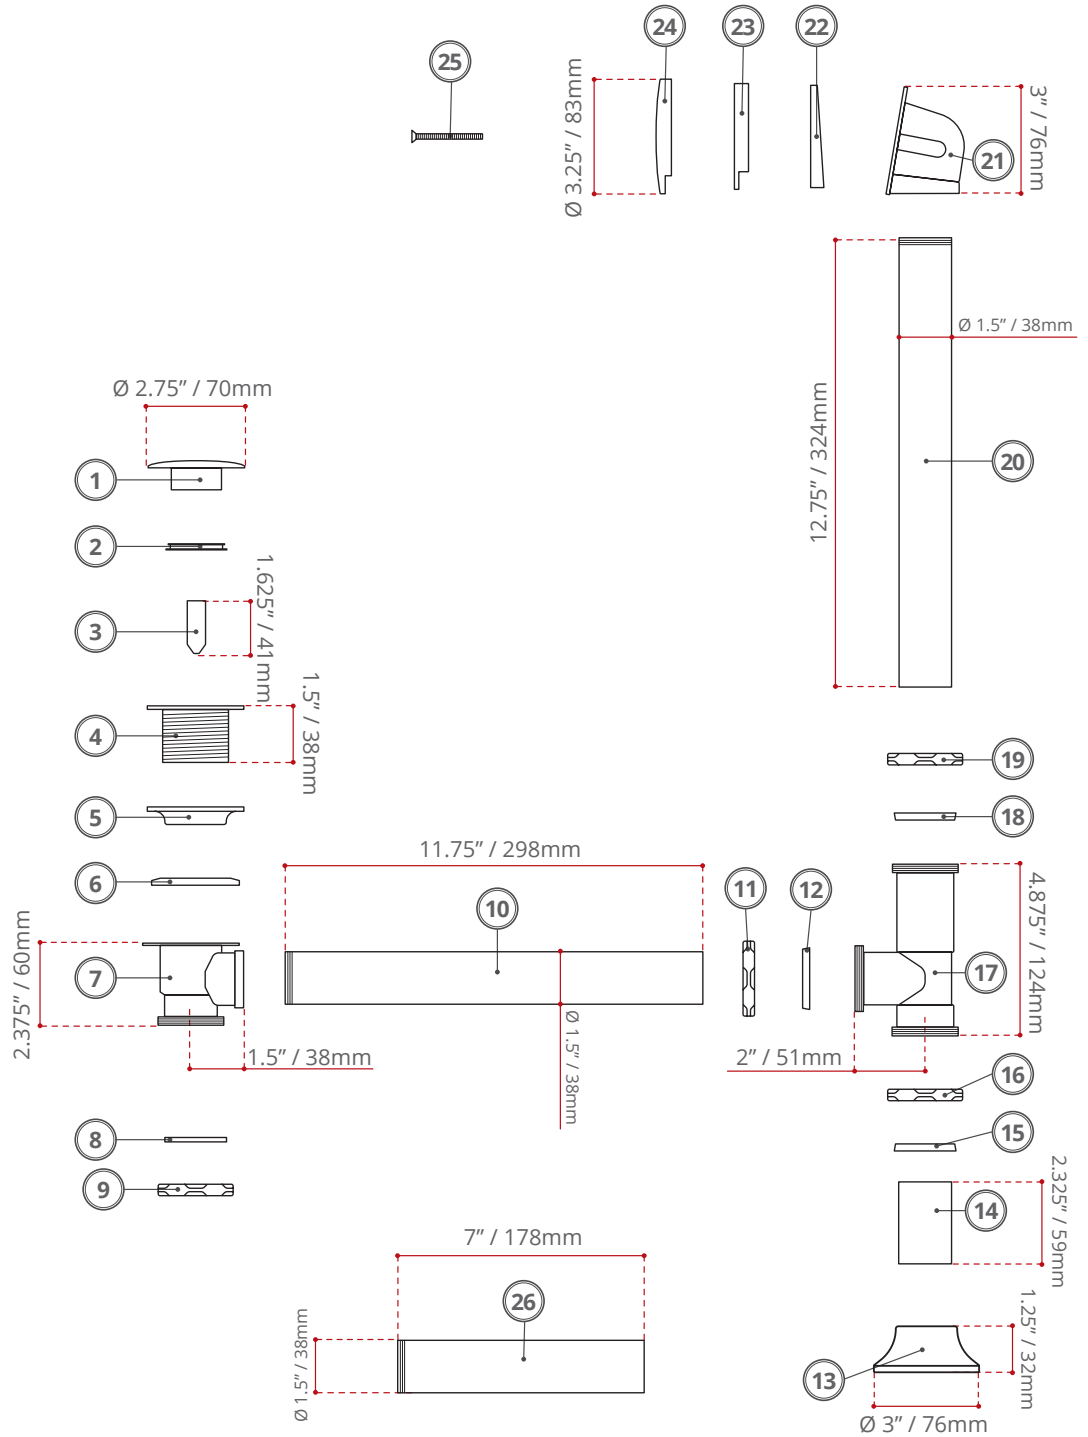 25
24
23
22
21
Ø 3.25” / 83mm
3” / 76mm
Ø 1.5” / 38mm
12.75” / 324mm
20
Ø 2.75” / 70mm
1
2
3
1.625” / 41mm
4
1.5” / 38mm
5
6
7
2.375” / 60mm
1.5” / 38mm
8
9
11.75” / 298mm
10
Ø 1.5” / 38mm
11
12
19
18
17
4.875” / 124mm
2” / 51mm
16
15
14
2.325” / 59mm
7” / 178mm
26
Ø 1.5” / 38mm
13
1.25” / 32mm
Ø 3” / 76mm